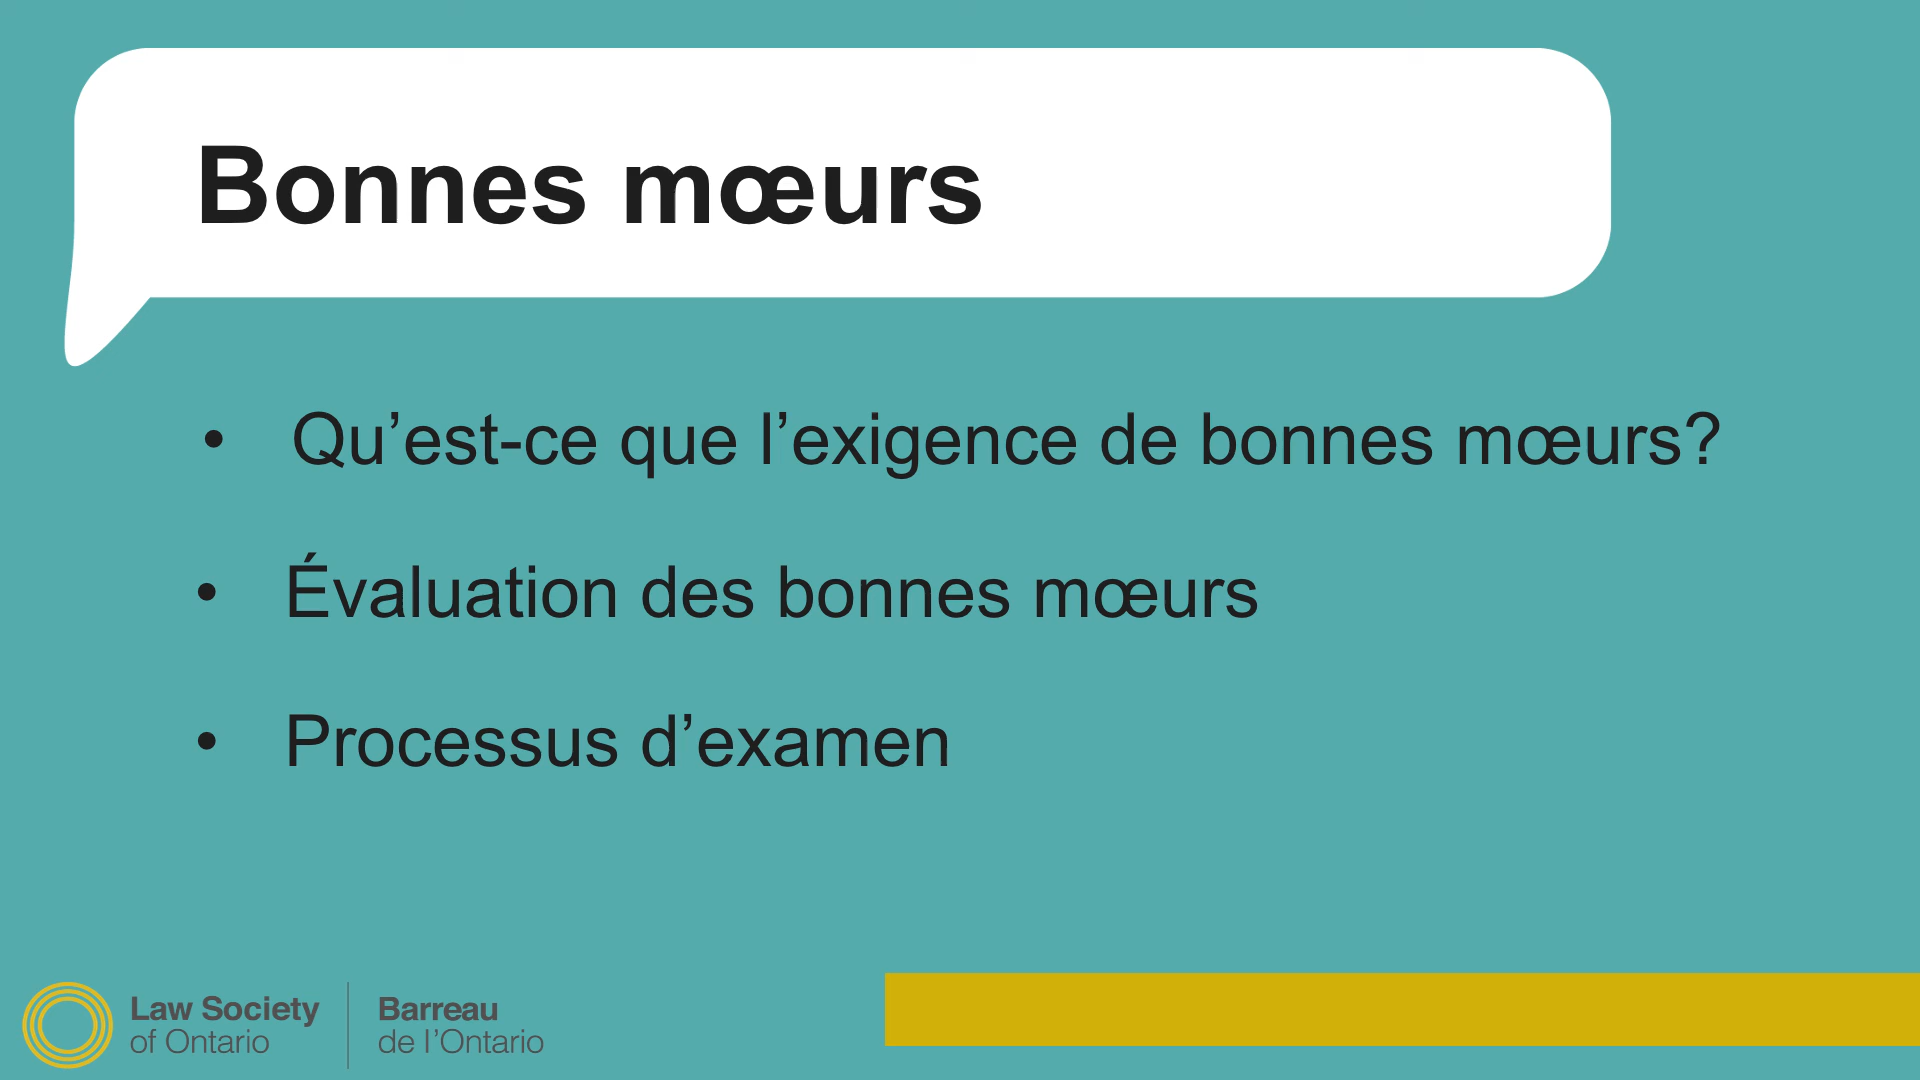 Bonnes mœurs
• Qu’est-ce que l’exigence de bonnes mœurs?
• Évaluation des bonnes mœurs
• Processus d’examen
Law Society
of Ontario
Barreau
de l’Ontario